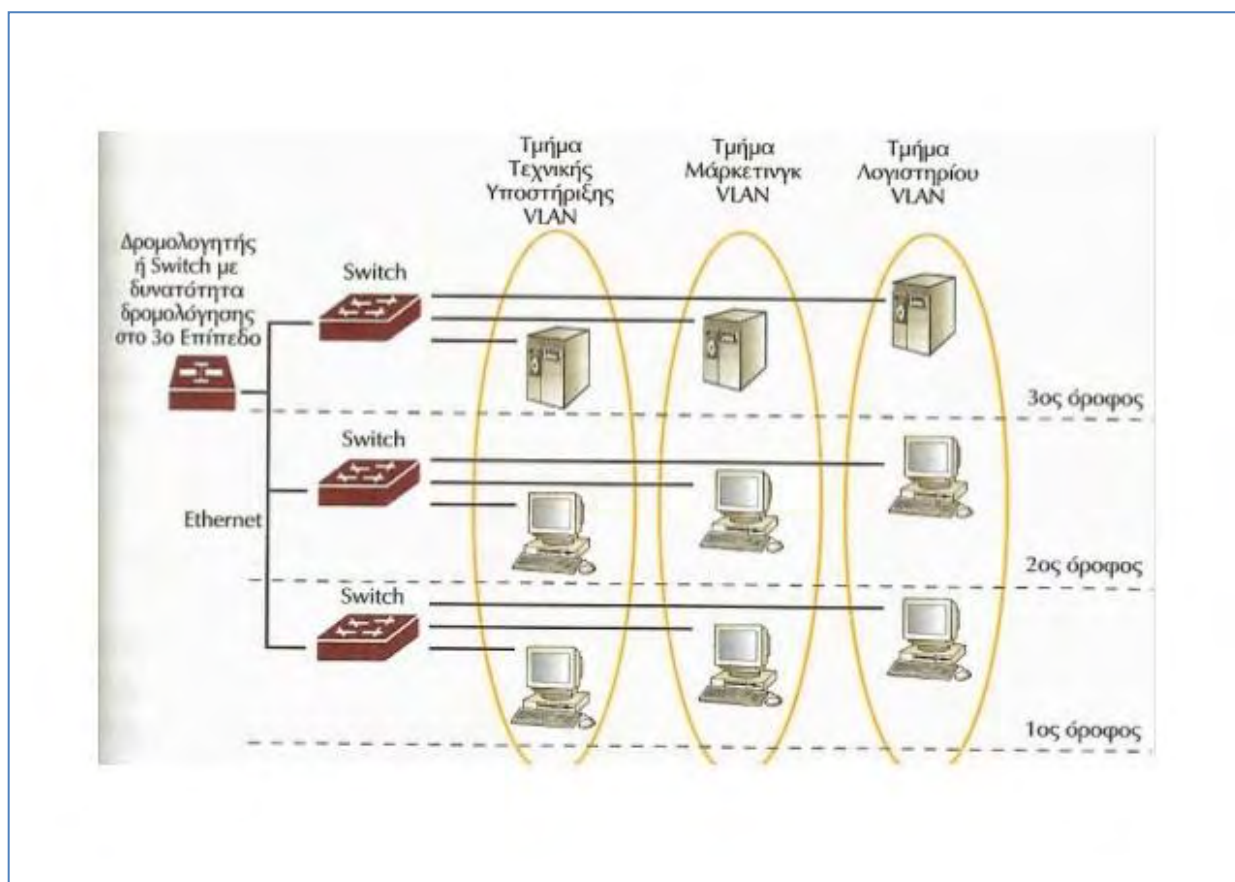 Τμήμα
Τεχνικής
Υποστήριξης
VLAN
Τμήμα
Μάρκετινγκ
VLAN
Τμήμα
Λογιστηρίου
VLAN
Δρομολογητής
ή Switch με
δυνατότητα
δρομολόγησης
στο 3ο Επίπεδο
Switch
3ος όροφος
Switch
Ethernet
2ος όροφος
Switch
1ος όροφος